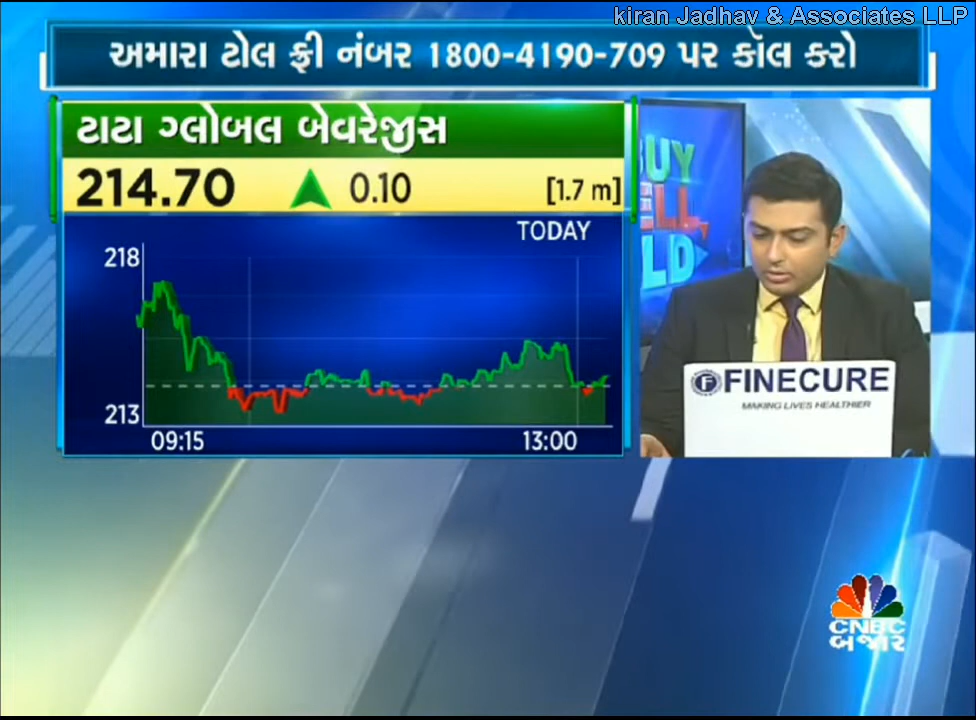 kiran Jadhav & Associates LLP
અમારા ટોલ ફ્રી નંબર 1800-4190-709 પર કૉલ કરો
ટાટા ગ્લોબલ બેવરેજીસ
214.70 ▲ 0.10 [1.7 m]
TODAY
218
213
09:15 13:00
FINECURE
MAKING LIVES HEALTHIER
CNBC
બજાર